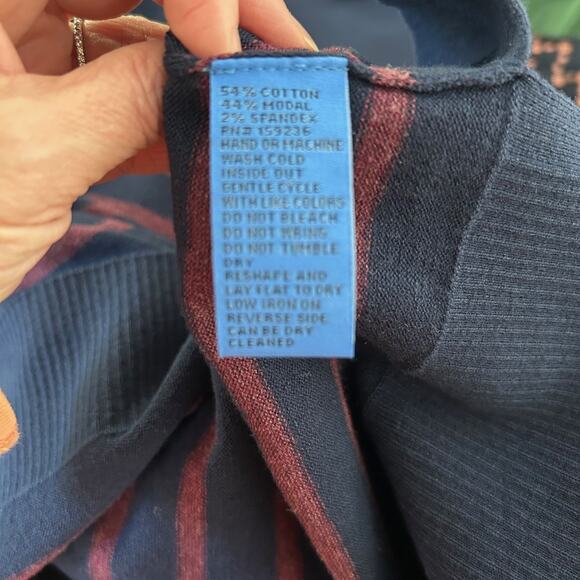 54% COTTON
44% MODAL
2% SPANDEX
RN# 159236
HAND OR MACHINE
WASH COLD
INSIDE OUT
GENTLE CYCLE
WITH LIKE COLORS
DO NOT BLEACH
DO NOT WRING
DO NOT TUMBLE
DRY
RESHAPE AND
LAY FLAT TO DRY
LOW IRON ON
REVERSE SIDE
CAN BE DRY
CLEANED